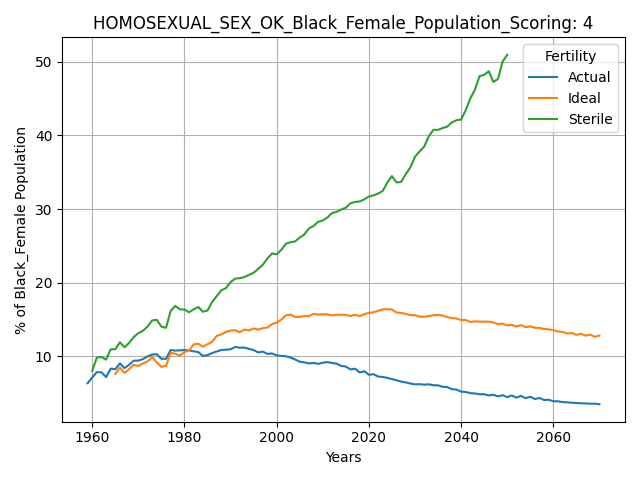 HOMOSEXUAL_SEX_OK_Black_Female_Population_Scoring: 4
% of Black_Female Population
50
40
30
20
10
Fertility
Actual
Ideal
Sterile
1960 1980 2000 2020 2040 2060
Years